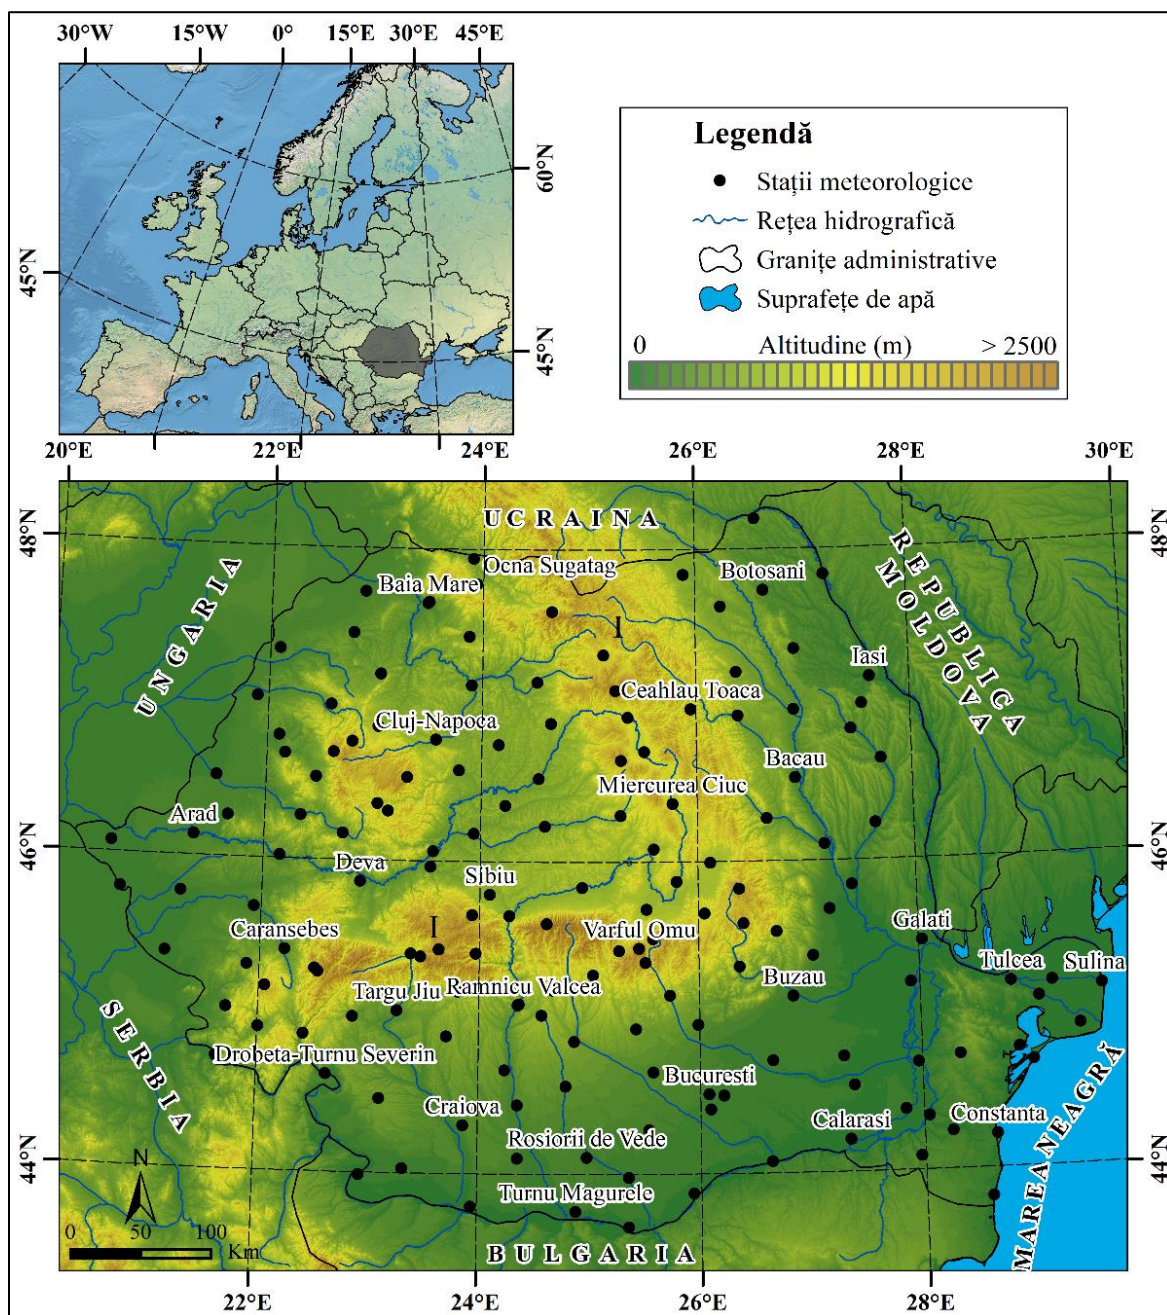 30°W 15°W 0° 15°E 30°E 45°E
60°N
45°N
45°N
Legendă
Stații meteorologice
Rețea hidrografică
Granițe administrative
Suprafețe de apă
0 Altitudine (m) > 2500
20°E 22°E 24°E 26°E 28°E 30°E
48°N
48°N
46°N
46°N
44°N
44°N
UCRAINA
UNGARIA
REPUBLICA
MOLDOVA
SERBIA
BULGARIA
MAREA NEAGRĂ
Ocna Sugatag
Baia Mare
Botosani
I
Iasi
Ceahlau Toaca
Cluj-Napoca
Bacau
Miercurea Ciuc
Arad
Deva
Sibiu
Caransebes
I
Varful Omu
Galati
Tulcea
Sulina
Targu Jiu
Ramnicu Valcea
Buzau
Drobeta-Turnu Severin
Bucuresti
Craiova
Rosiorii de Vede
Calarasi
Constanta
Turnu Magurele
N
0 50 100
Km
22°E 24°E 26°E 28°E